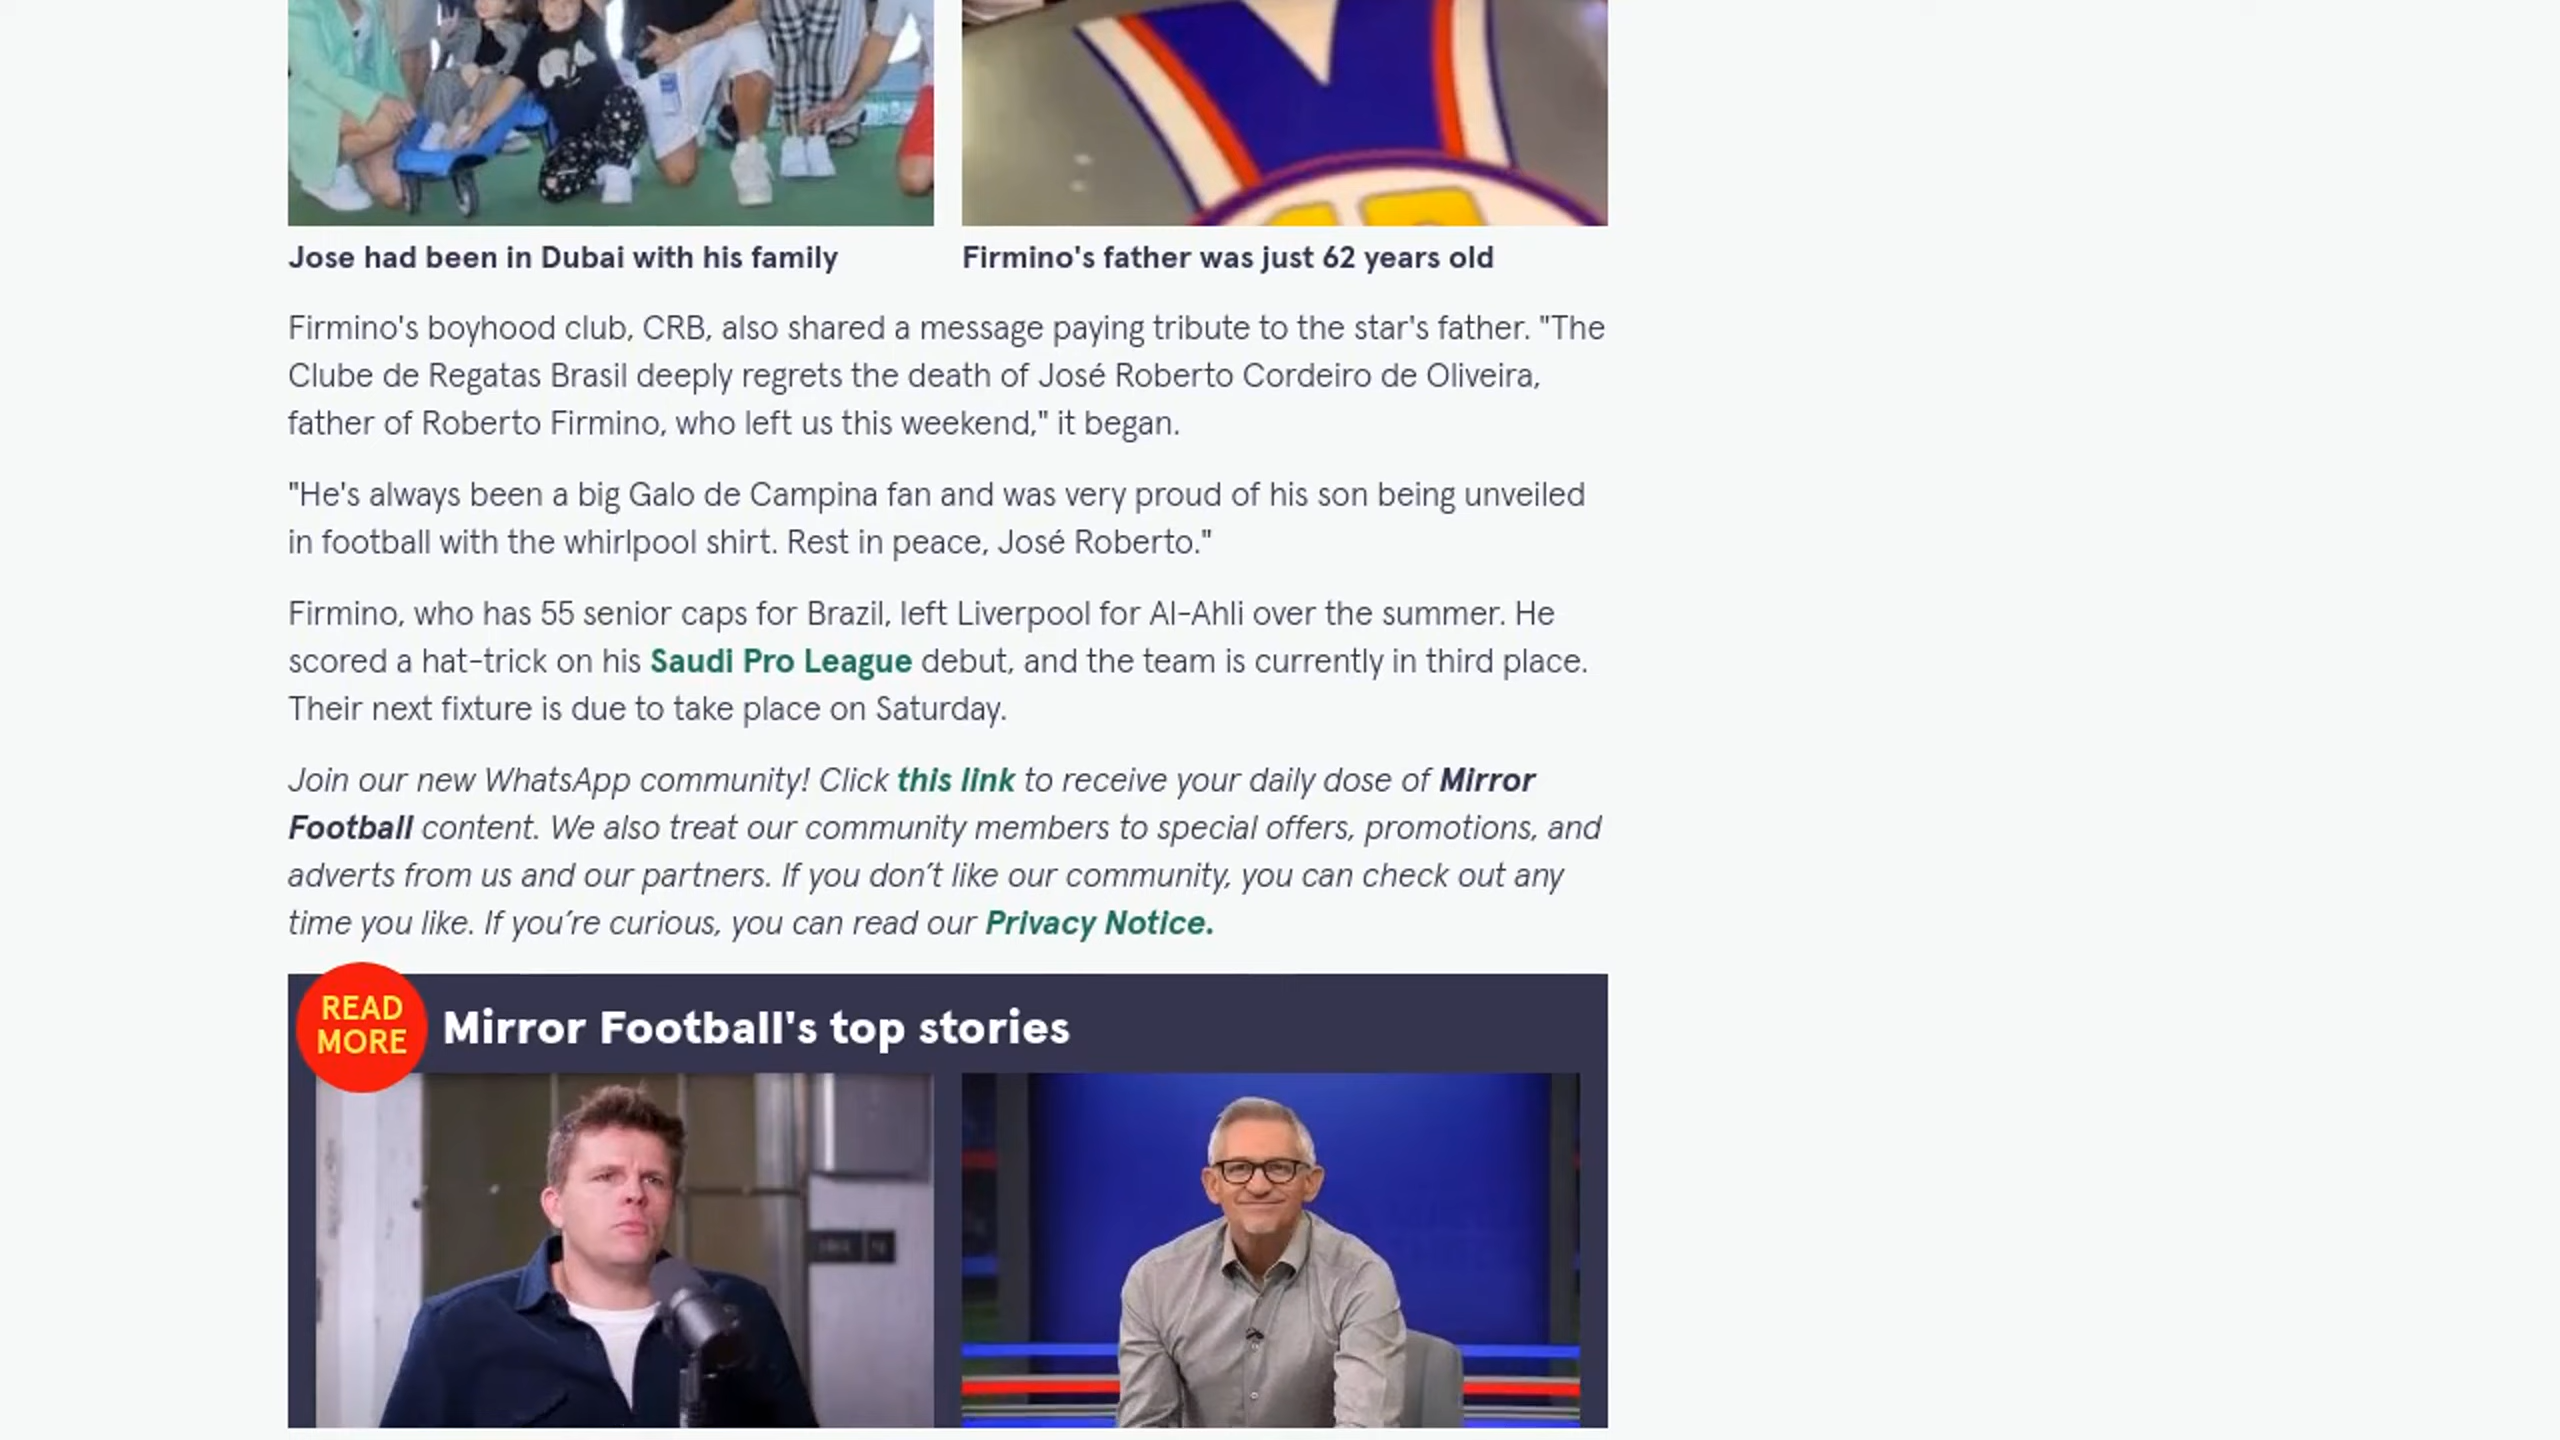 Jose had been in Dubai with his family
Firmino's father was just 62 years old
Firmino's boyhood club, CRB, also shared a message paying tribute to the star's father. "The
Clube de Regatas Brasil deeply regrets the death of José Roberto Cordeiro de Oliveira,
father of Roberto Firmino, who left us this weekend," it began.
"He's always been a big Galo de Campina fan and was very proud of his son being unveiled
in football with the whirlpool shirt. Rest in peace, José Roberto."
Firmino, who has 55 senior caps for Brazil, left Liverpool for Al-Ahli over the summer. He
scored a hat-trick on his Saudi Pro League debut, and the team is currently in third place.
Their next fixture is due to take place on Saturday.
Join our new WhatsApp community! Click this link to receive your daily dose of Mirror
Football content. We also treat our community members to special offers, promotions, and
adverts from us and our partners. If you don’t like our community, you can check out any
time you like. If you’re curious, you can read our Privacy Notice.
READ
MORE
Mirror Football's top stories